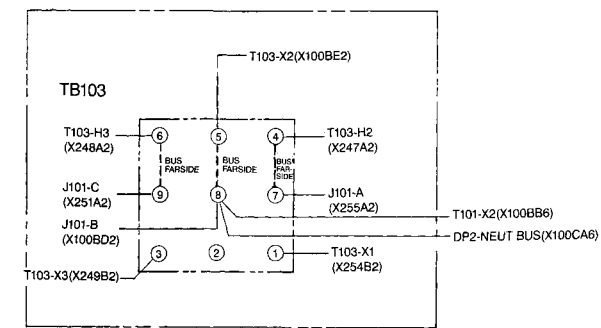 T103-X2(X100BE2)
TB103
T103-H3
(X248A2)
6
5
4
T103-H2
(X247A2)
BUS
FARSIDE
BUS
FARSIDE
BUS
FAR-
SIDE
J101-C
(X251A2)
9
8
7
J101-A
(X255A2)
J101-B
(X100BD2)
T101-X2(X100BB6)
DP2-NEUT BUS(X100CA6)
3
2
1
T103-X1
(X254B2)
T103-X3(X249B2)